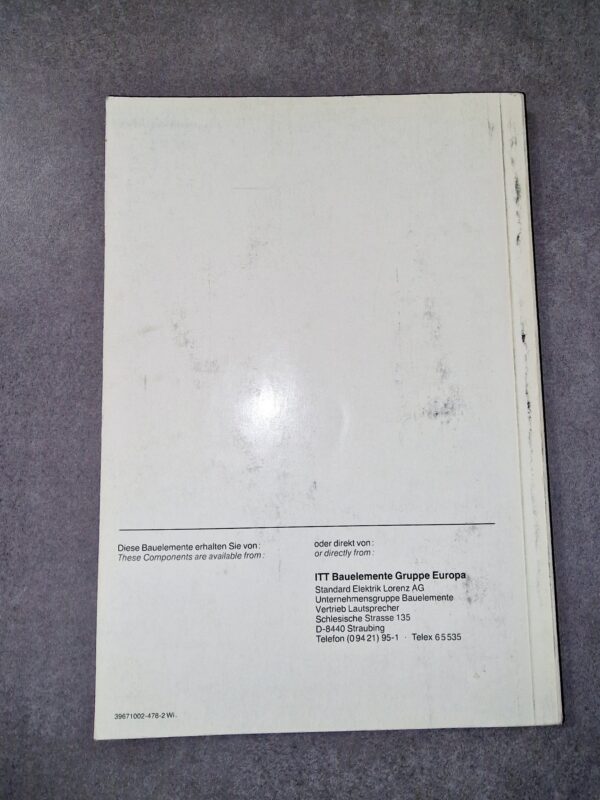 Diese Bauelemente erhalten Sie von:
These Components are available from:
oder direkt von:
or directly from:
ITT Bauelemente Gruppe Europa
Standard Elektrik Lorenz AG
Unternehmensgruppe Bauelemente
Vertrieb Lautsprecher
Schlesische Strasse 135
D-8440 Straubing
Telefon (09421) 95-1 · Telex 65535
39671002-478-2 Wi.